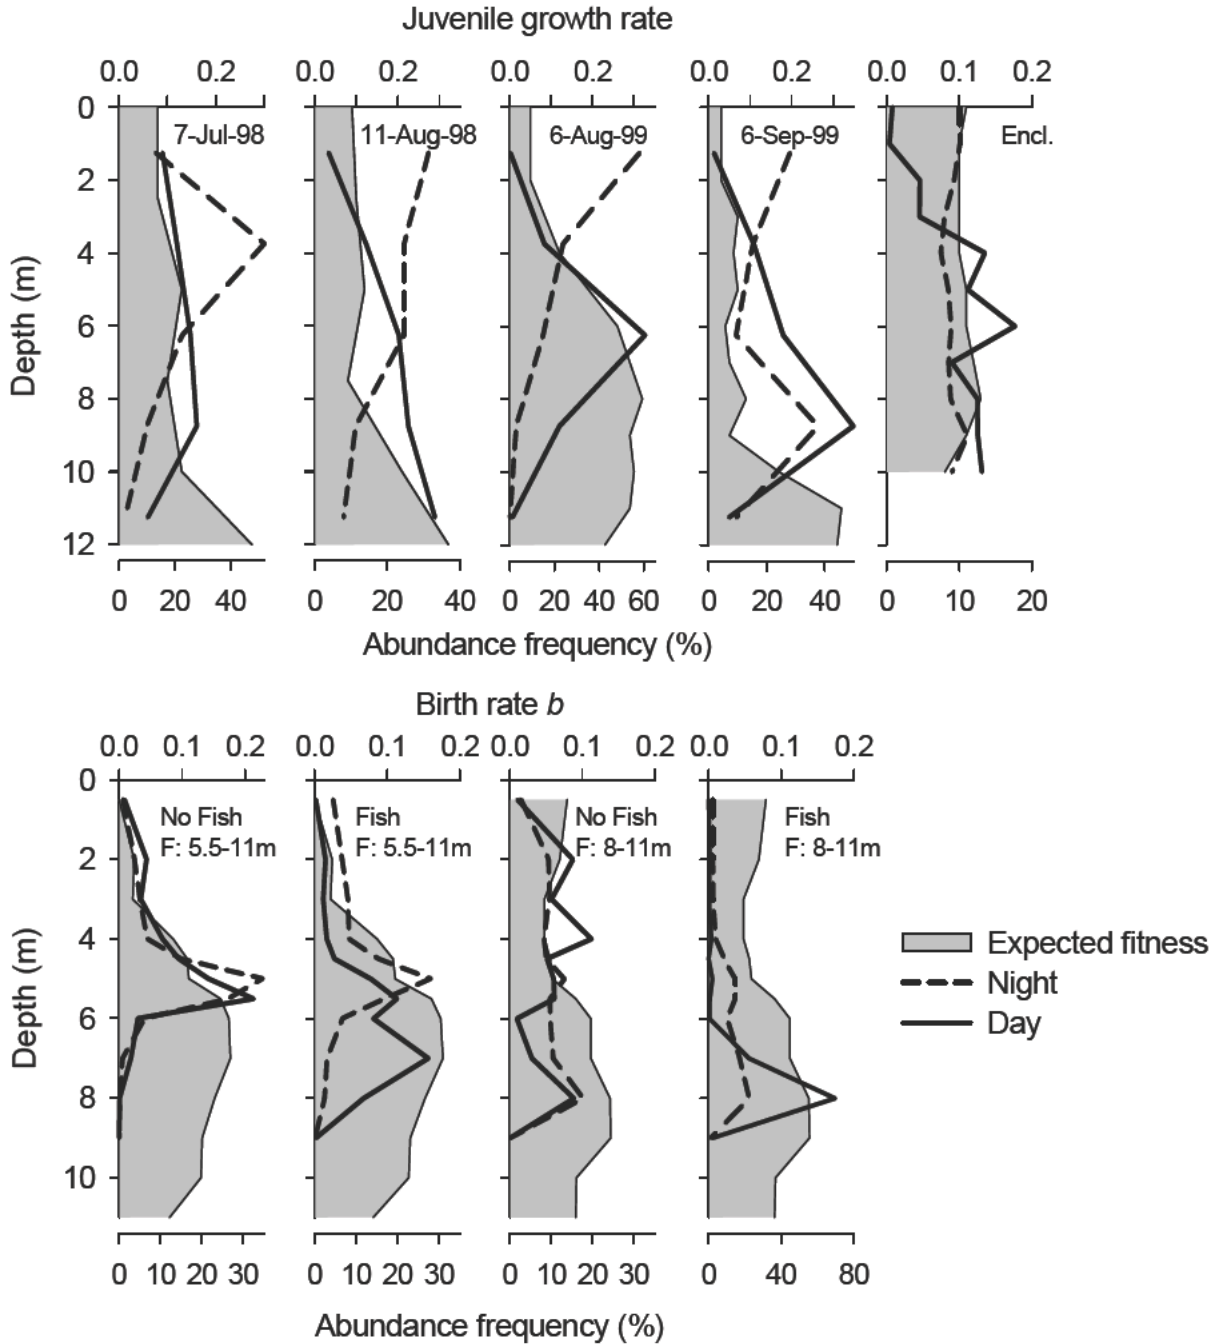 Juvenile growth rate
0.0 0.2 0.0 0.2 0.0 0.2 0.0 0.2 0.0 0.1 0.2
0
7-Jul-98 11-Aug-98 6-Aug-99 6-Sep-99 Encl.
2
4
6
8
10
12
Depth (m)
0 20 40 0 20 40 0 20 40 60 0 20 40 0 10 20
Abundance frequency (%)
Birth rate b
0.0 0.1 0.2 0.0 0.1 0.2 0.0 0.1 0.2 0.0 0.1 0.2
0
No Fish Fish No Fish Fish
F: 5.5-11m F: 5.5-11m F: 8-11m F: 8-11m
2
4
6
8
10
Depth (m)
Expected fitness
Night
Day
0 10 20 30 0 10 20 30 0 10 20 30 0 40 80
Abundance frequency (%)